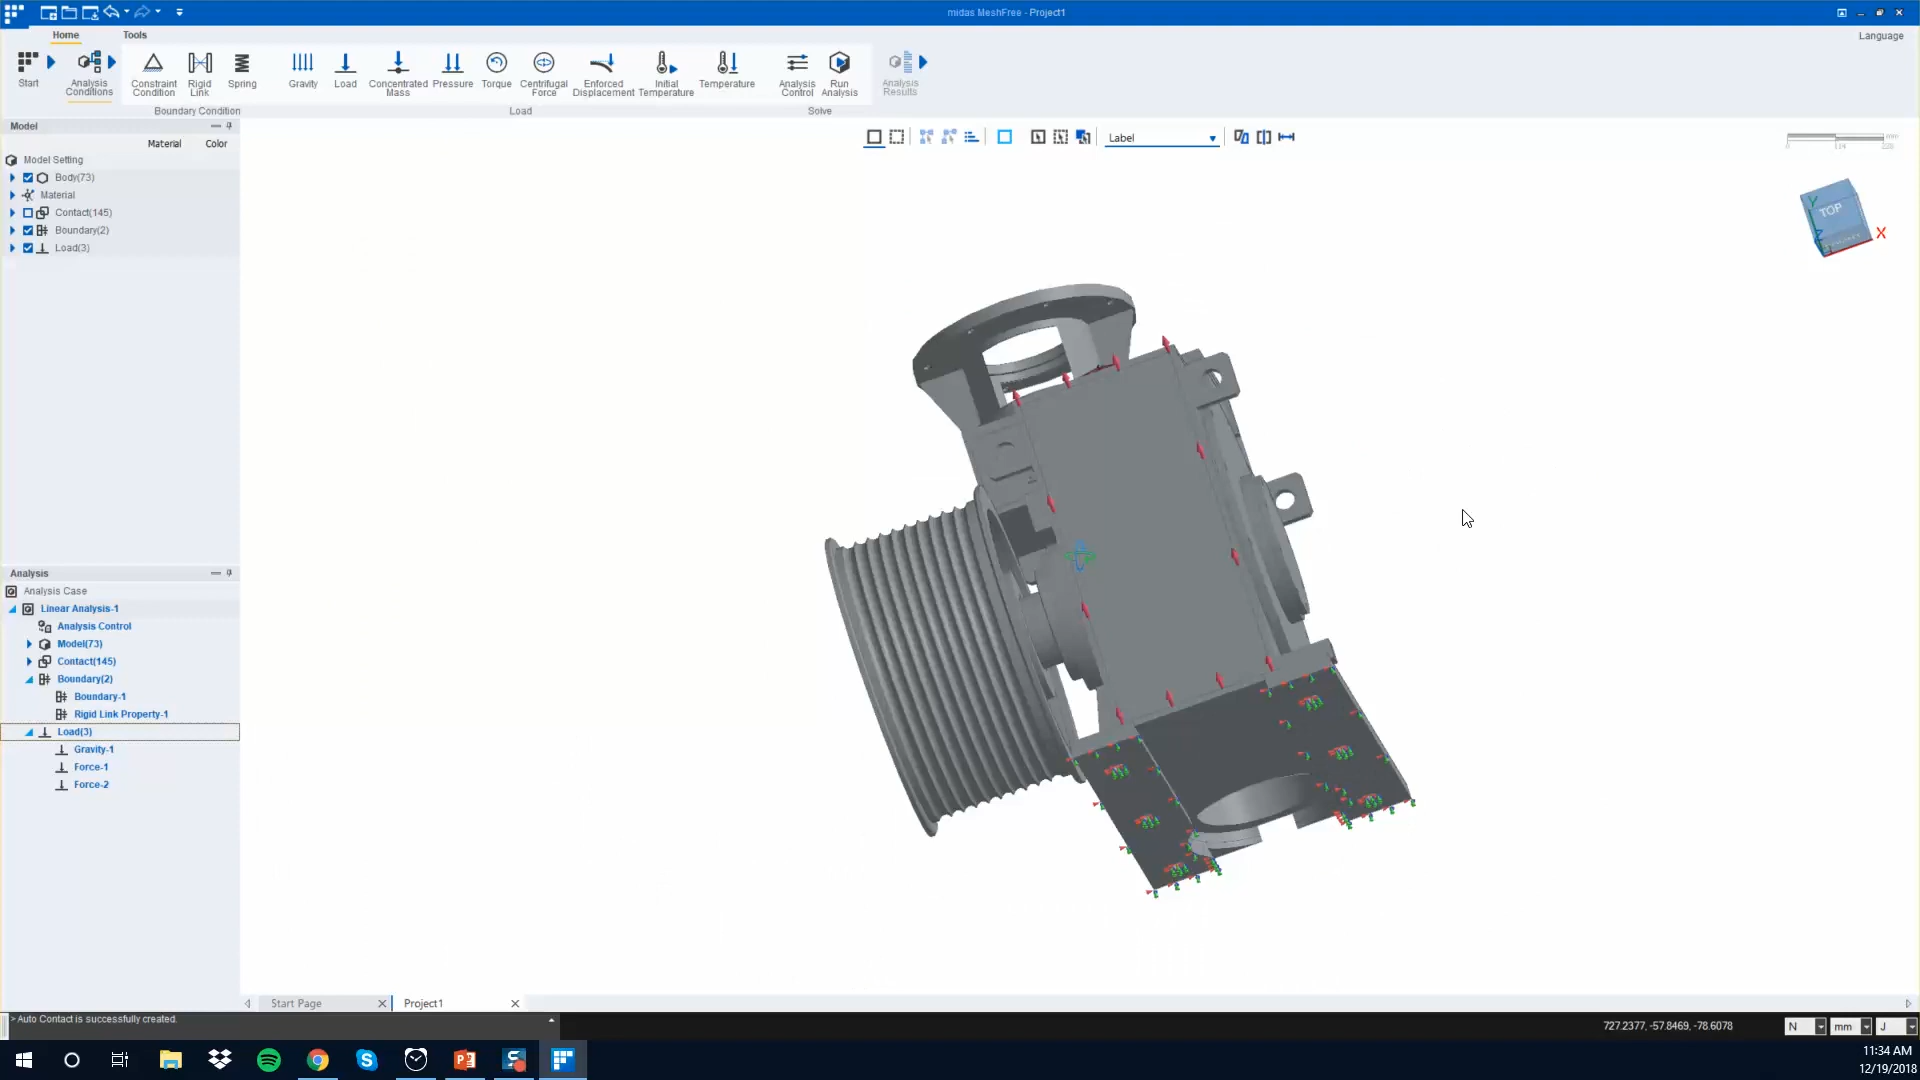 midas MeshFree - Project1
Home Tools Language
Start
Analysis Conditions
Constraint Condition
Rigid Link
Spring
Gravity
Load
Concentrated Mass
Pressure
Torque
Centrifugal Force
Enforced Displacement
Initial Temperature
Temperature
Analysis Control
Run Analysis
Analysis Results
Boundary Condition Load Solve
Model
Material Color
Model Setting
Body(73)
Material
Contact(145)
Boundary(2)
Load(3)
Label
mm
0 114 228
TOP
Y
Z
X
Analysis
Analysis Case
Linear Analysis-1
Analysis Control
Model(73)
Contact(145)
Boundary(2)
Boundary-1
Rigid Link Property-1
Load(3)
Gravity-1
Force-1
Force-2
Start Page Project1
> Auto Contact is successfully created.
727.2377, -57.8469, -78.6078 N mm J
11:34 AM
12/19/2018